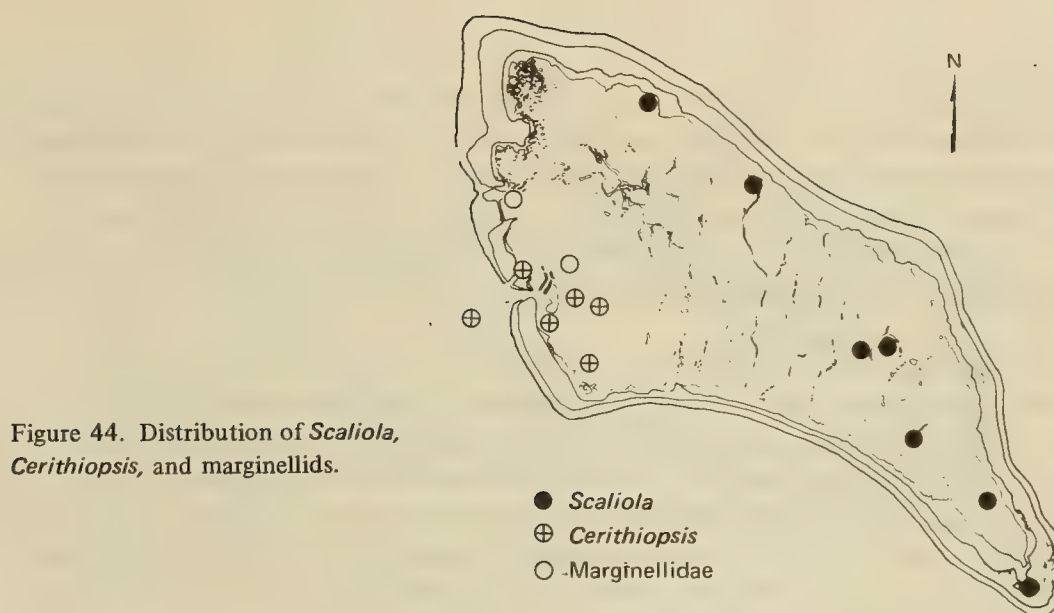 N
Figure 44. Distribution of Scaliola,
Cerithiopsis, and marginellids.
Scaliola
Cerithiopsis
Marginellidae